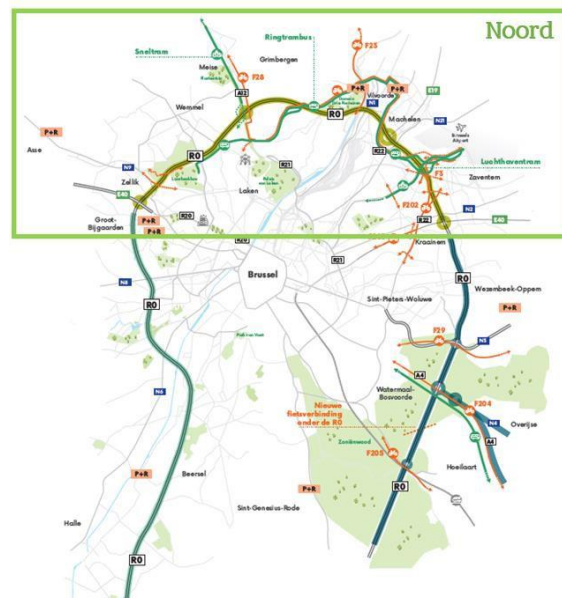 Noord
Sneltram
Ringtrambus
F25
Meise
F28
Grimbergen
A12
P+R
P+R
Vilvoorde
E19
N1
Wemmel
R0
Machelen
N21
P+R
Asse
R0
R22
Brussels
Airport
N9
R21
Luchthaventram
Zellik
Laken
F3
Zaventem
E40
F202
Groot-
Bijgaarden
P+R
P+R
R20
R22
N2
E40
R20
Kraainem
R21
N8
Brussel
R0
R0
Wezenbeek-Oppem
Sint-Pieters-Woluwe
P+R
F29
N3
A4
N6
Watermaal-
Bosvoorde
F204
Nieuwe
fietsverbinding
onder de R0
N4
Overijse
Zoniënwoud
A4
F205
Hoeilaart
P+R
Beersel
P+R
R0
Sint-Genesius-Rode
Halle
R0